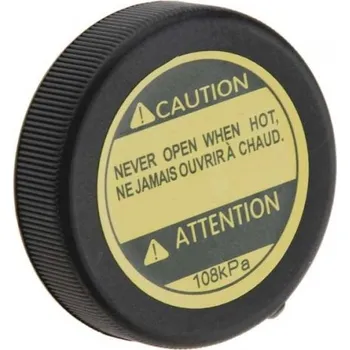 ⚠ CAUTION
NEVER OPEN WHEN HOT,
NE JAMAIS OUVRIR À CHAUD.
⚠ ATTENTION
108kPa